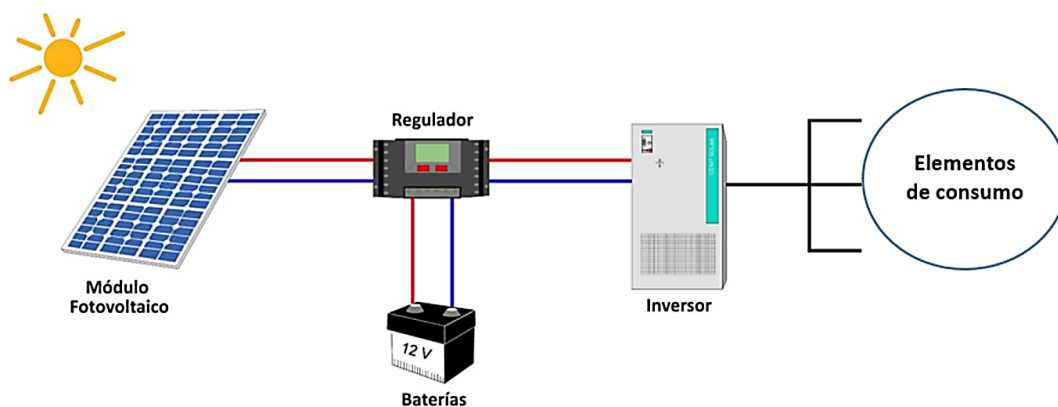 Regulador
Elementos
de consumo
Módulo
Fotovoltaico
Inversor
12 V
Baterías